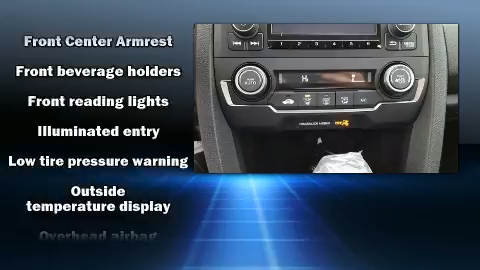 Front Center Armrest
Front beverage holders
Front reading lights
Illuminated entry
Low tire pressure warning
Outside
temperature display
Overhead airbag
AUTO